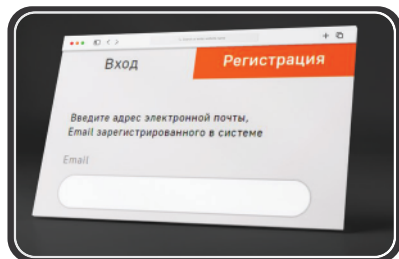 Вход
Регистрация
Введите адрес электронной почты,
Email зарегистрированного в системе
Email